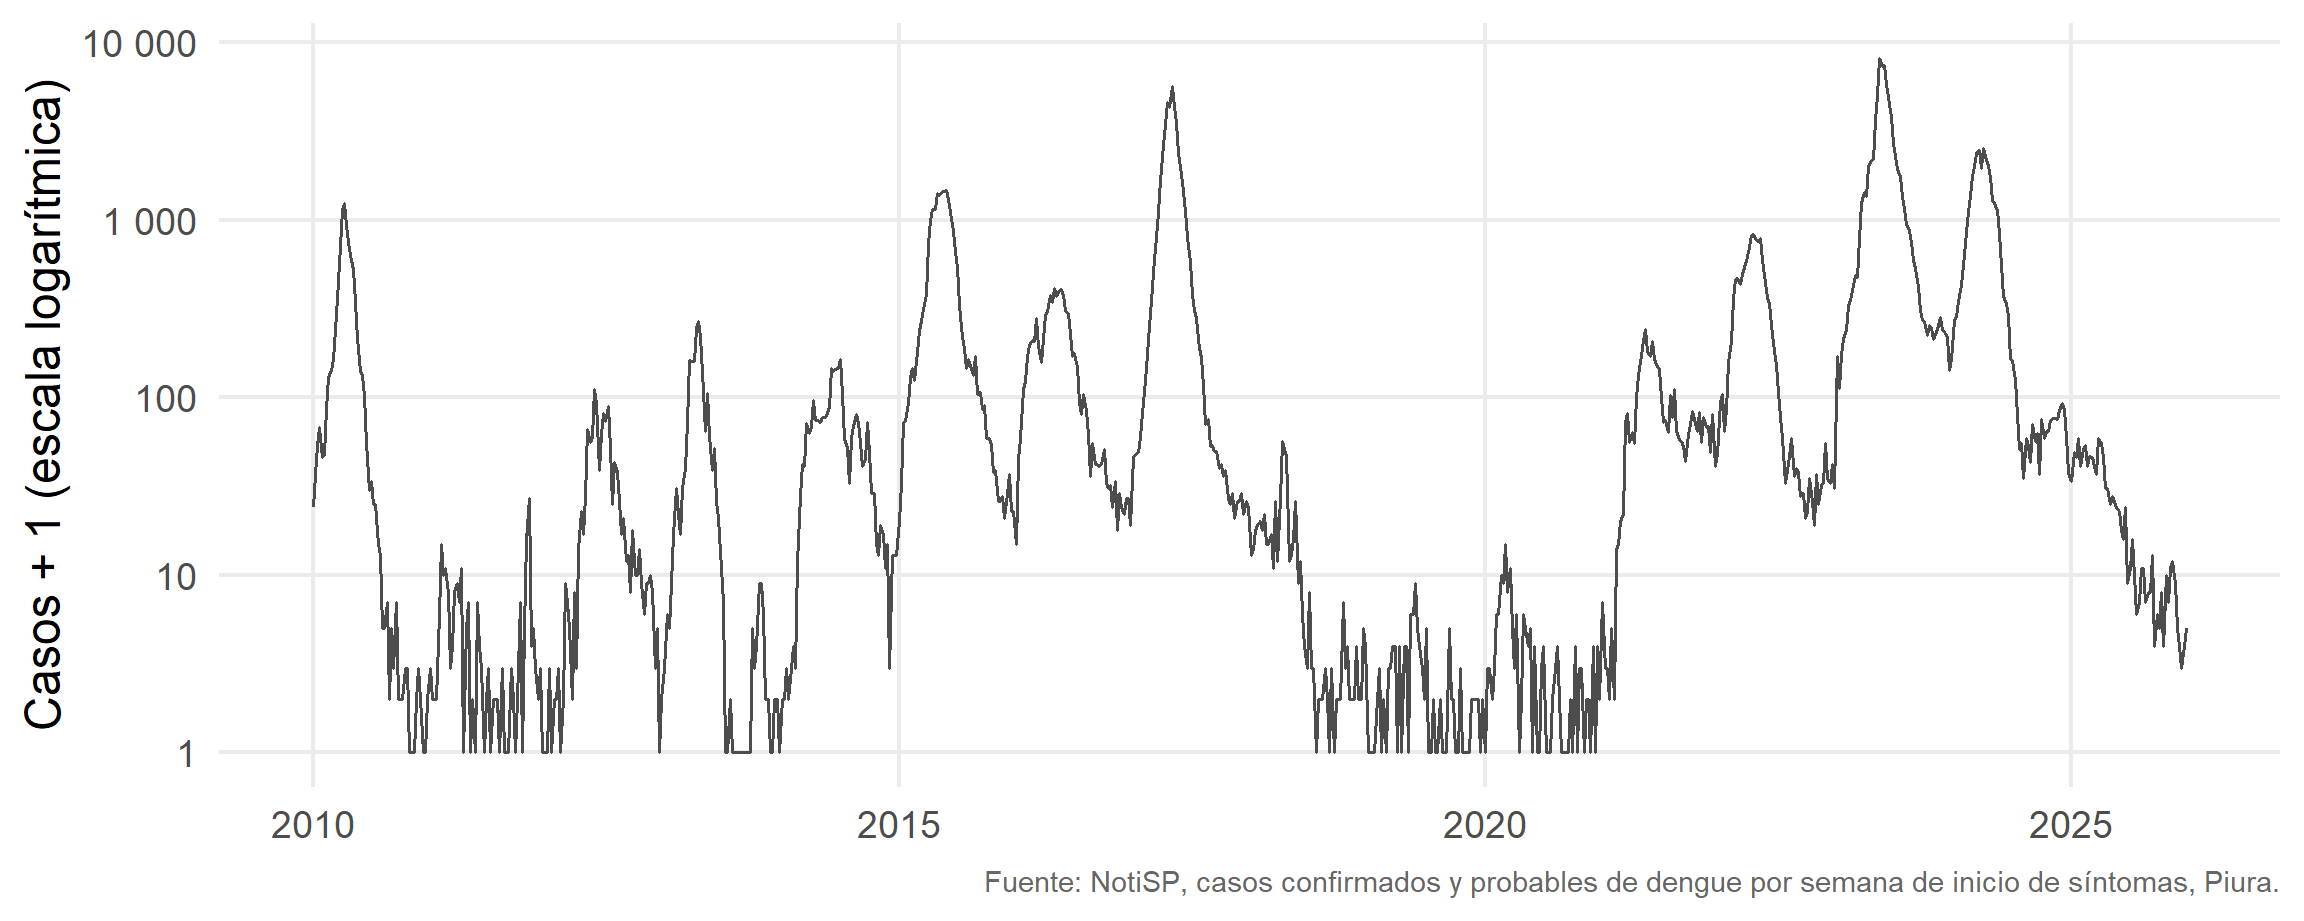 Casos + 1 (escala logarítmica)
10 000
1 000
100
10
1
2010 2015 2020 2025
Fuente: NotiSP, casos confirmados y probables de dengue por semana de inicio de síntomas, Piura.